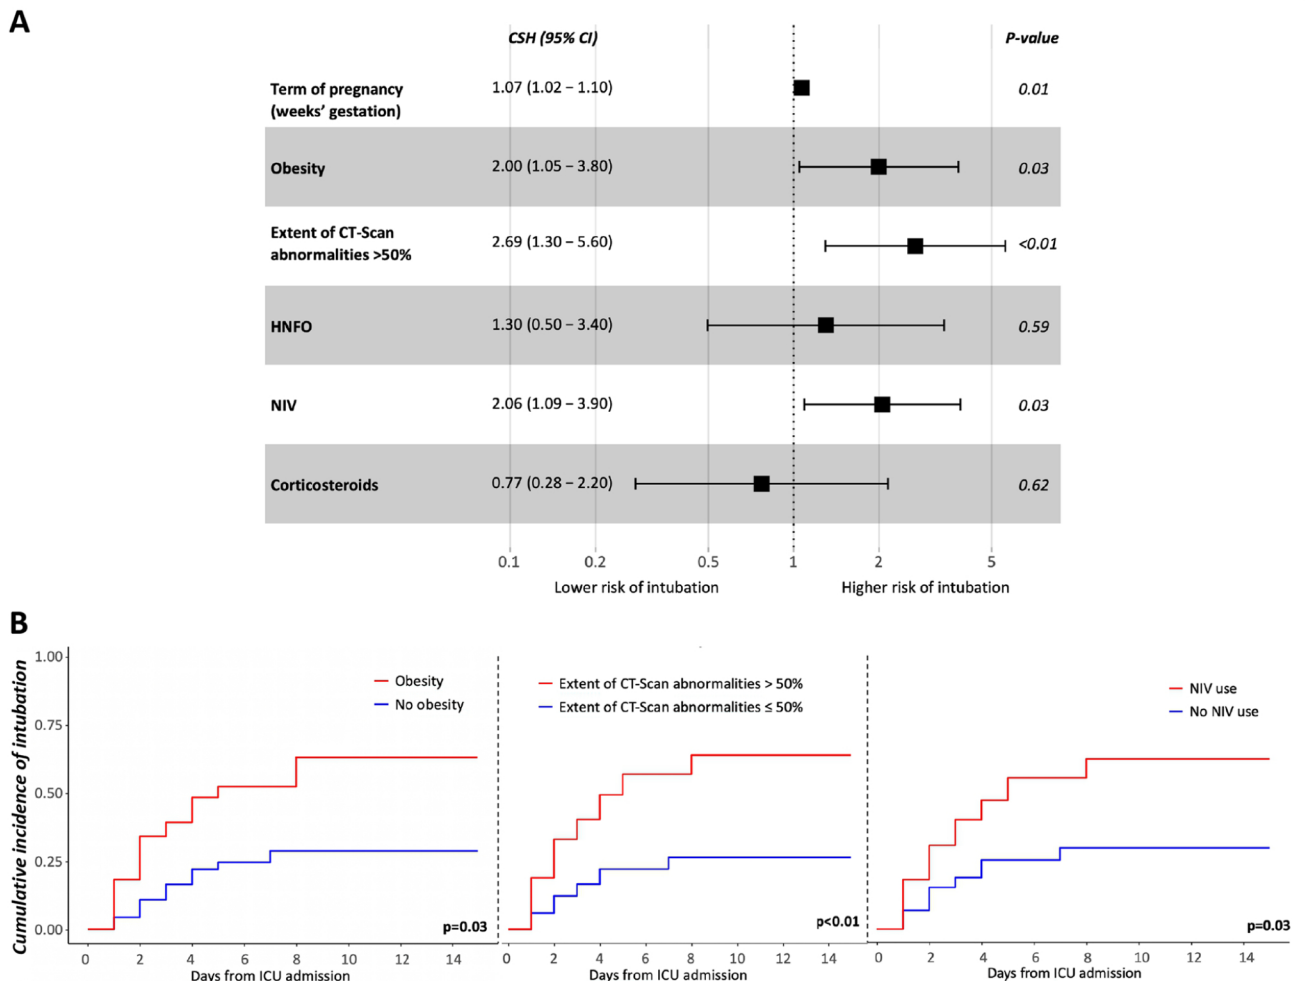 A
CSH (95% CI)
P-value
Term of pregnancy
(weeks' gestation)
1.07 (1.02 – 1.10)
0.01
Obesity
2.00 (1.05 – 3.80)
0.03
Extent of CT-Scan
abnormalities >50%
2.69 (1.30 – 5.60)
<0.01
HNFO
1.30 (0.50 – 3.40)
0.59
NIV
2.06 (1.09 – 3.90)
0.03
Corticosteroids
0.77 (0.28 – 2.20)
0.62
0.1 0.2 0.5 1 2 5
Lower risk of intubation
Higher risk of intubation
B
Cumulative incidence of intubation
1.00
0.75
0.50
0.25
0.00
Obesity
No obesity
p=0.03
0 2 4 6 8 10 12 14
Days from ICU admission
Extent of CT-Scan abnormalities > 50%
Extent of CT-Scan abnormalities ≤ 50%
p<0.01
0 2 4 6 8 10 12 14
Days from ICU admission
NIV use
No NIV use
p=0.03
0 2 4 6 8 10 12 14
Days from ICU admission